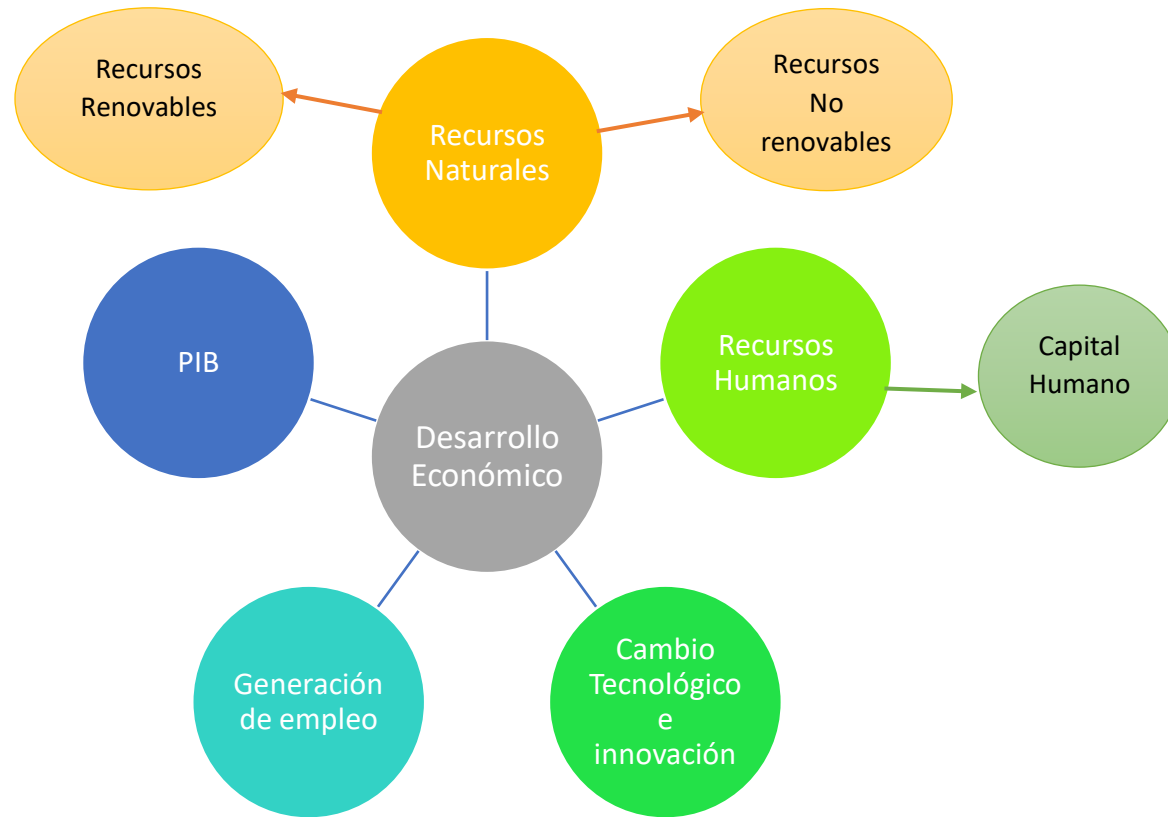 Recursos
Renovables
Recursos
Naturales
Recursos
No
renovables
PIB
Recursos
Humanos
Capital
Humano
Desarrollo
Económico
Generación
de empleo
Cambio
Tecnológico
e
innovación